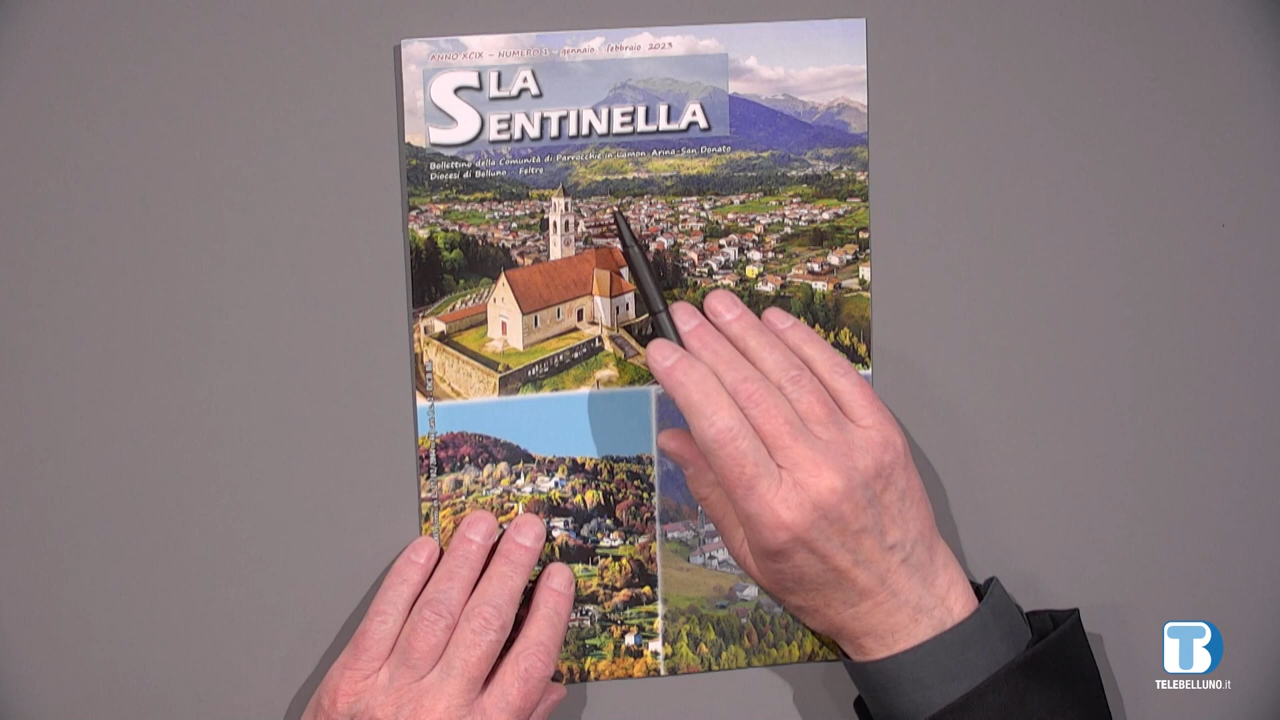 ANNO XCIX - NUMERO 1 - gennaio - febbraio 2023
LA
SENTINELLA
Bollettino della Comunità di Parrocchie in Lamon-Arina-San Donato
Diocesi di Belluno - Feltre
TB
TELEBELLUNO.it